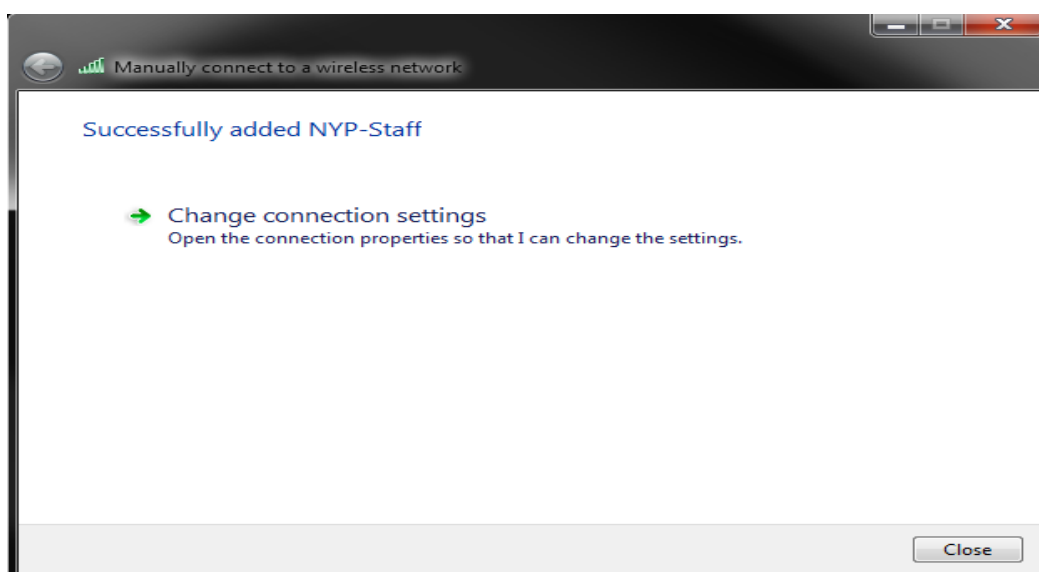 Manually connect to a wireless network
Successfully added NYP-Staff
Change connection settings
Open the connection properties so that I can change the settings.
Close